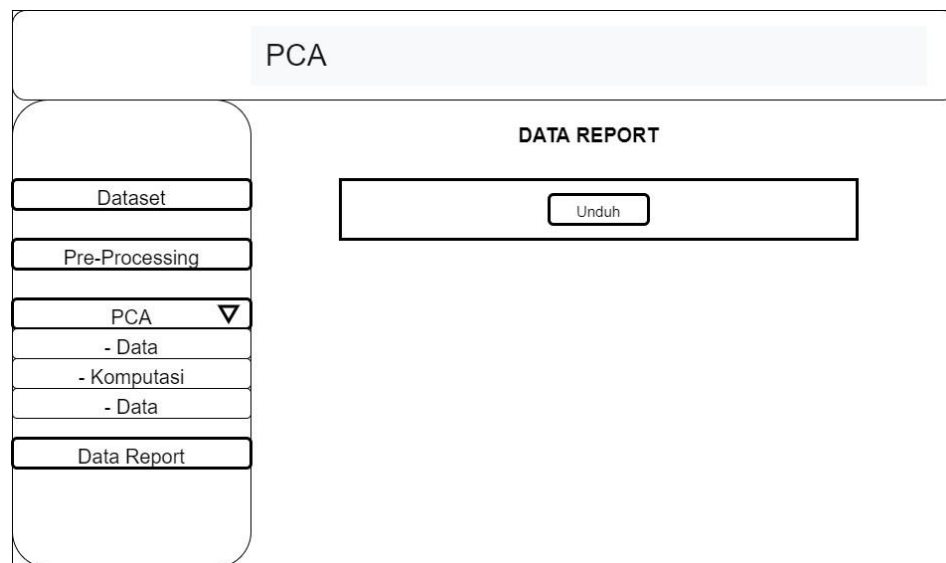 PCA
DATA REPORT
Dataset
Unduh
Pre-Processing
PCA
- Data
- Komputasi
- Data
Data Report